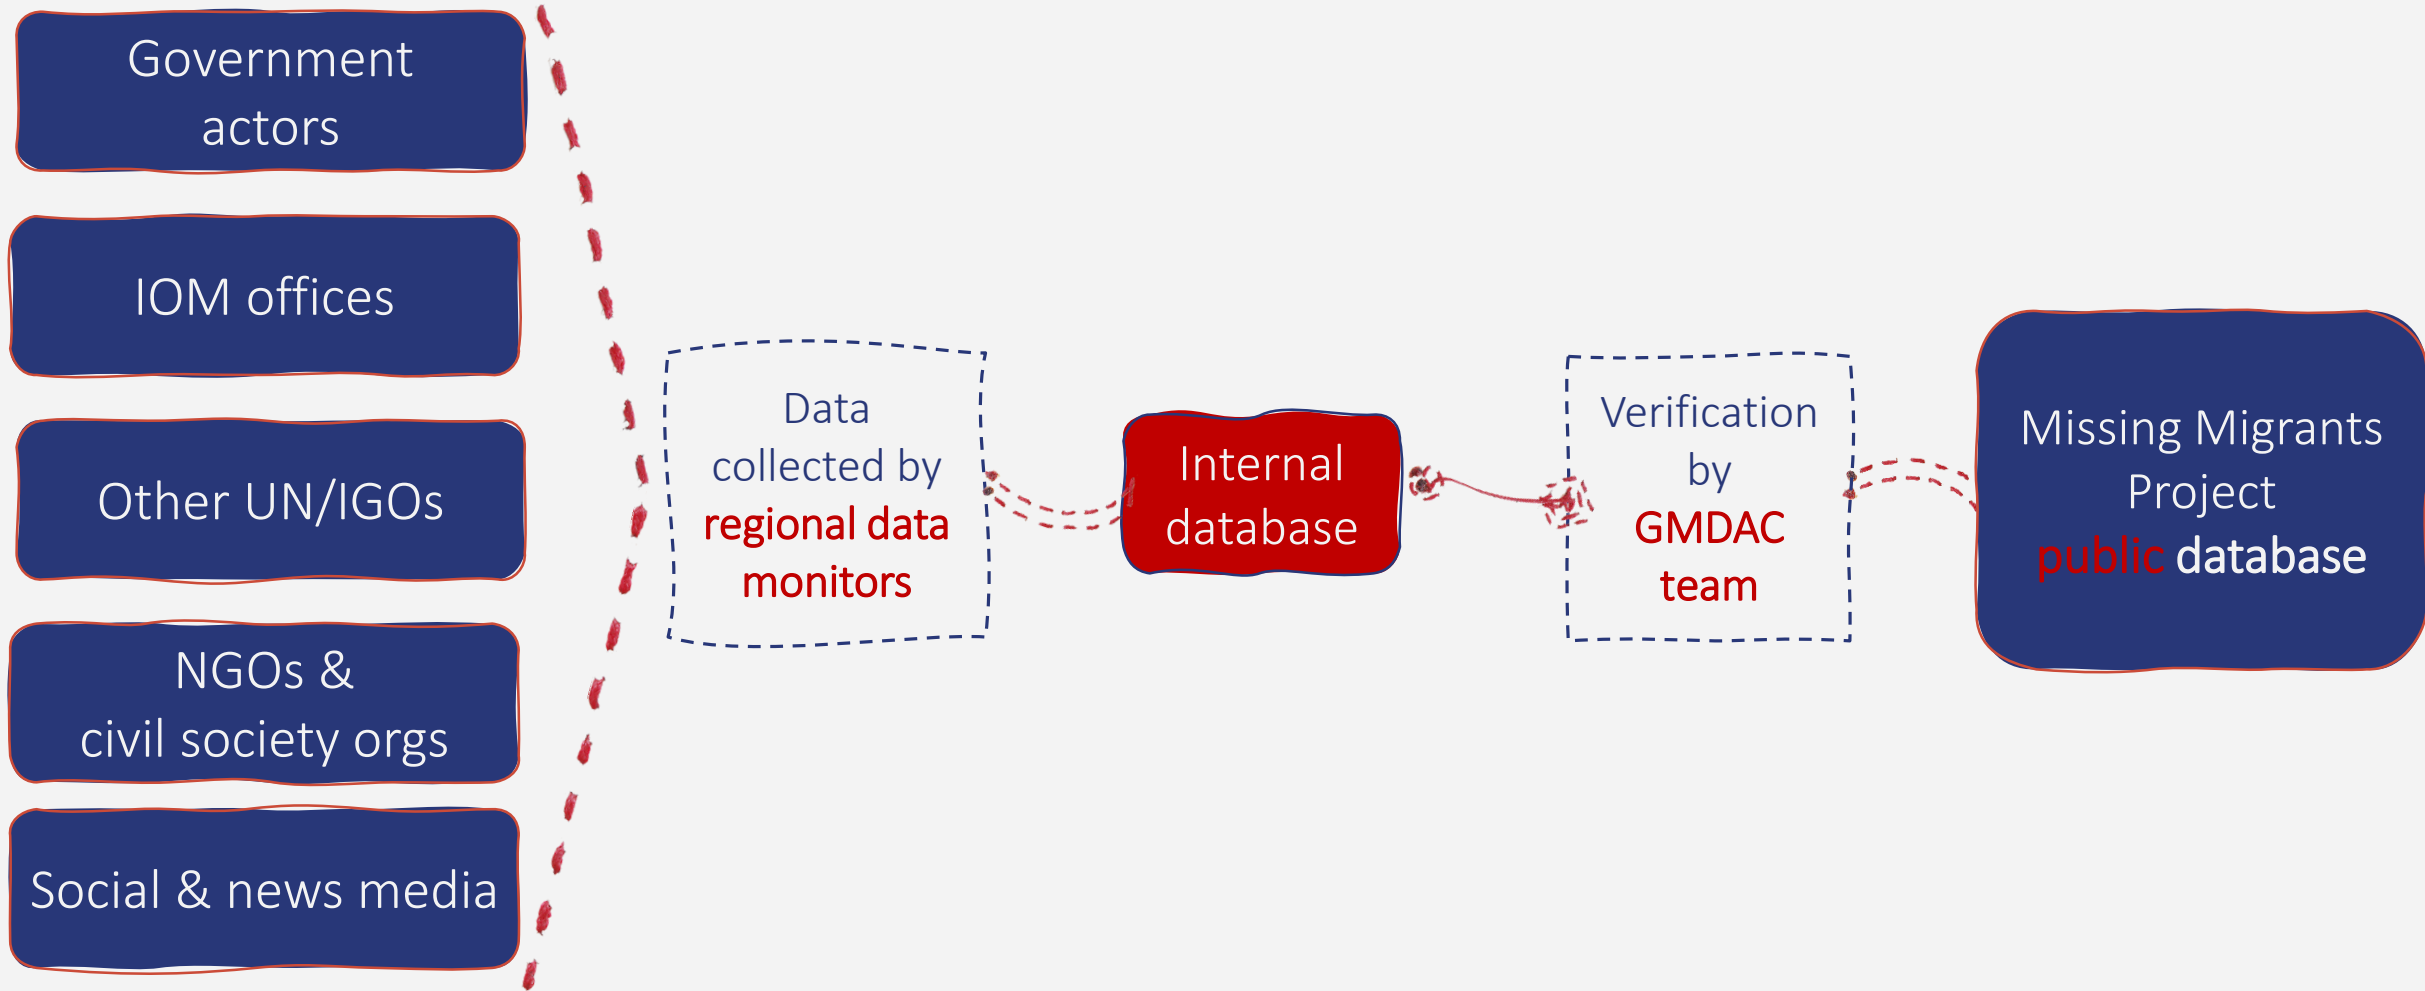 Government
actors
IOM offices
Other UN/IGOs
NGOs &
civil society orgs
Social & news media
Data
collected by
regional data
monitors
Internal
database
Verification
by
GMDAC
team
Missing Migrants
Project
public database